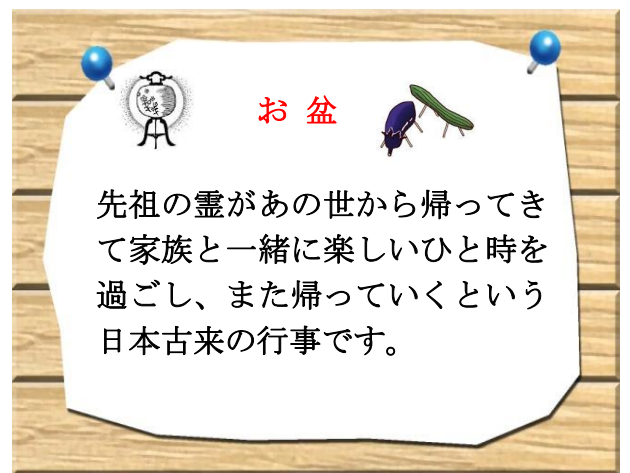 お 盆
先祖の霊があの世から帰ってき
て家族と一緒に楽しいひと時を
過ごし、また帰っていくという
日本古来の行事です。